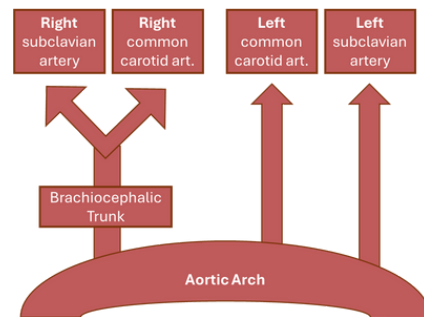 Right
subclavian
artery
Right
common
carotid art.
Left
common
carotid art.
Left
subclavian
artery
Brachiocephalic
Trunk
Aortic Arch